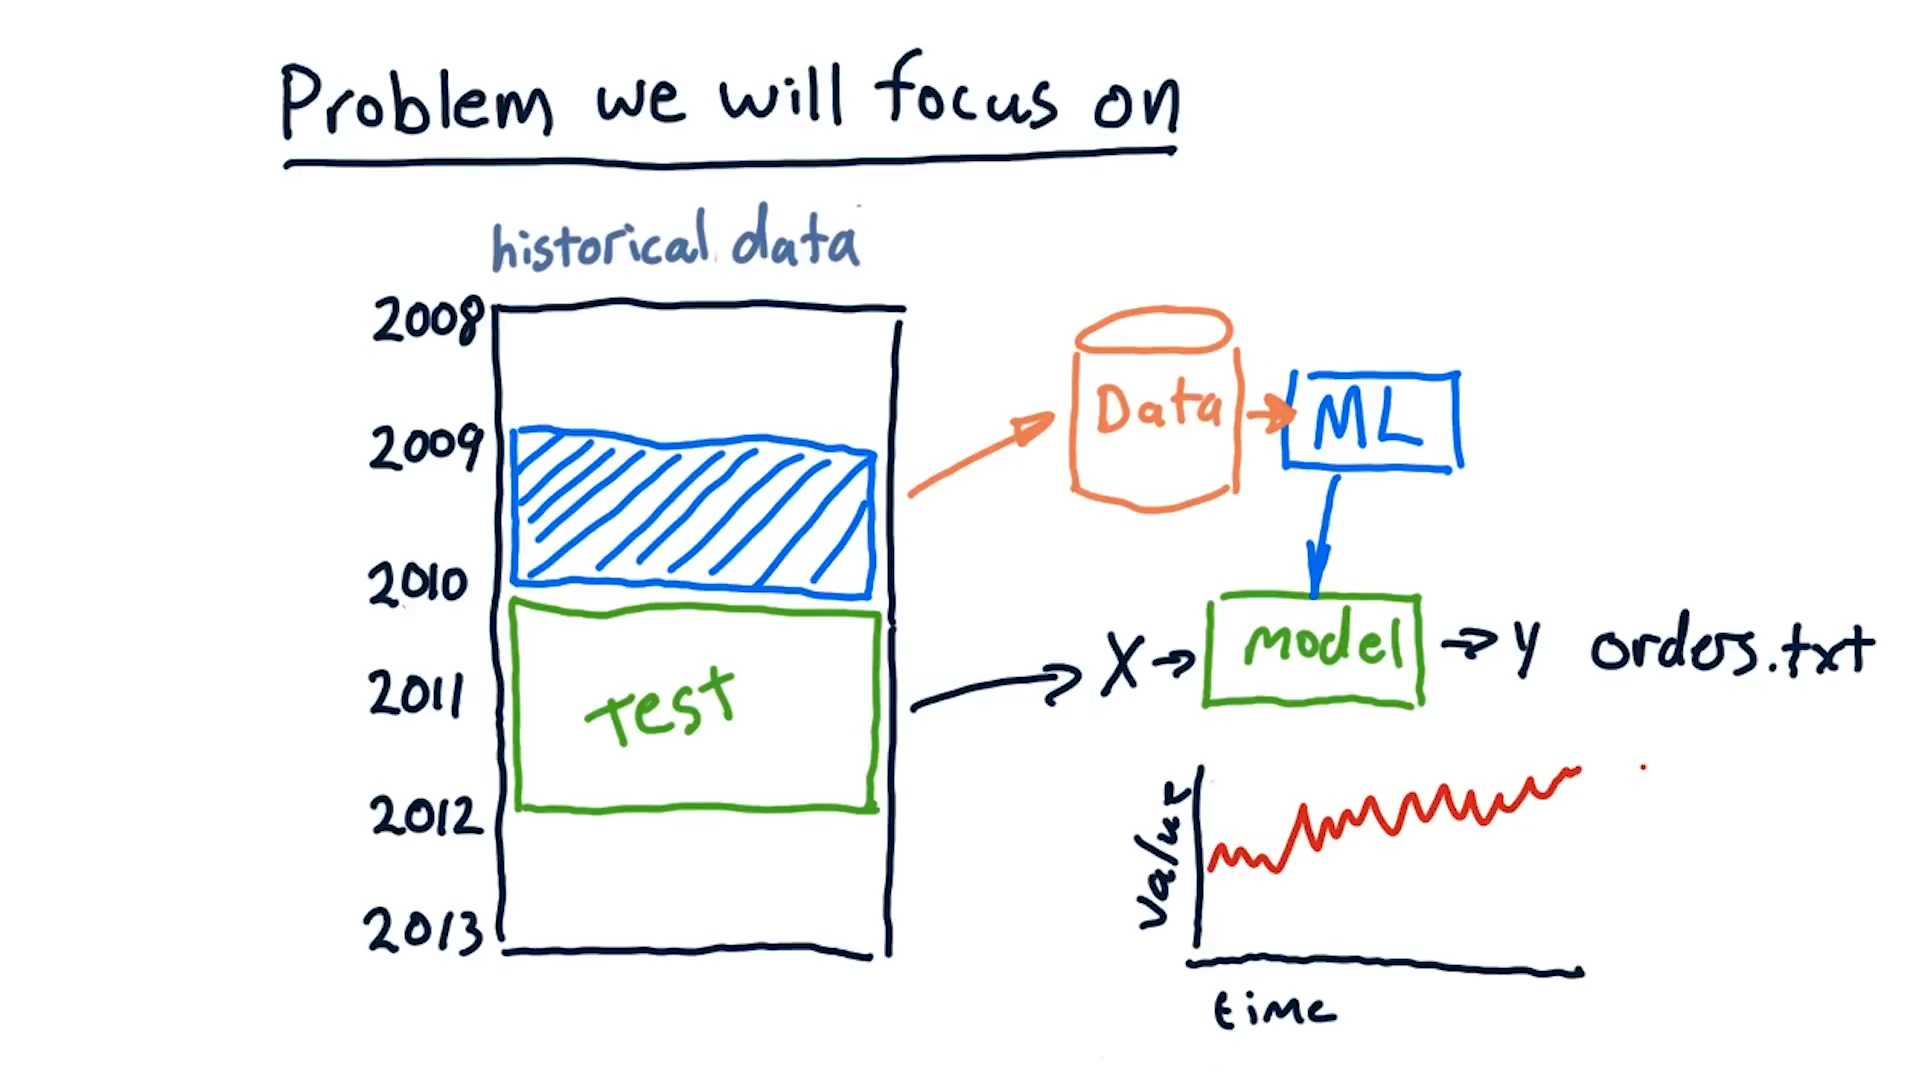 Problem we will focus on
historical data
2008
2009
2010
2011
2012
2013
Test
Data
ML
X
model
Y
orders.txt
value
time